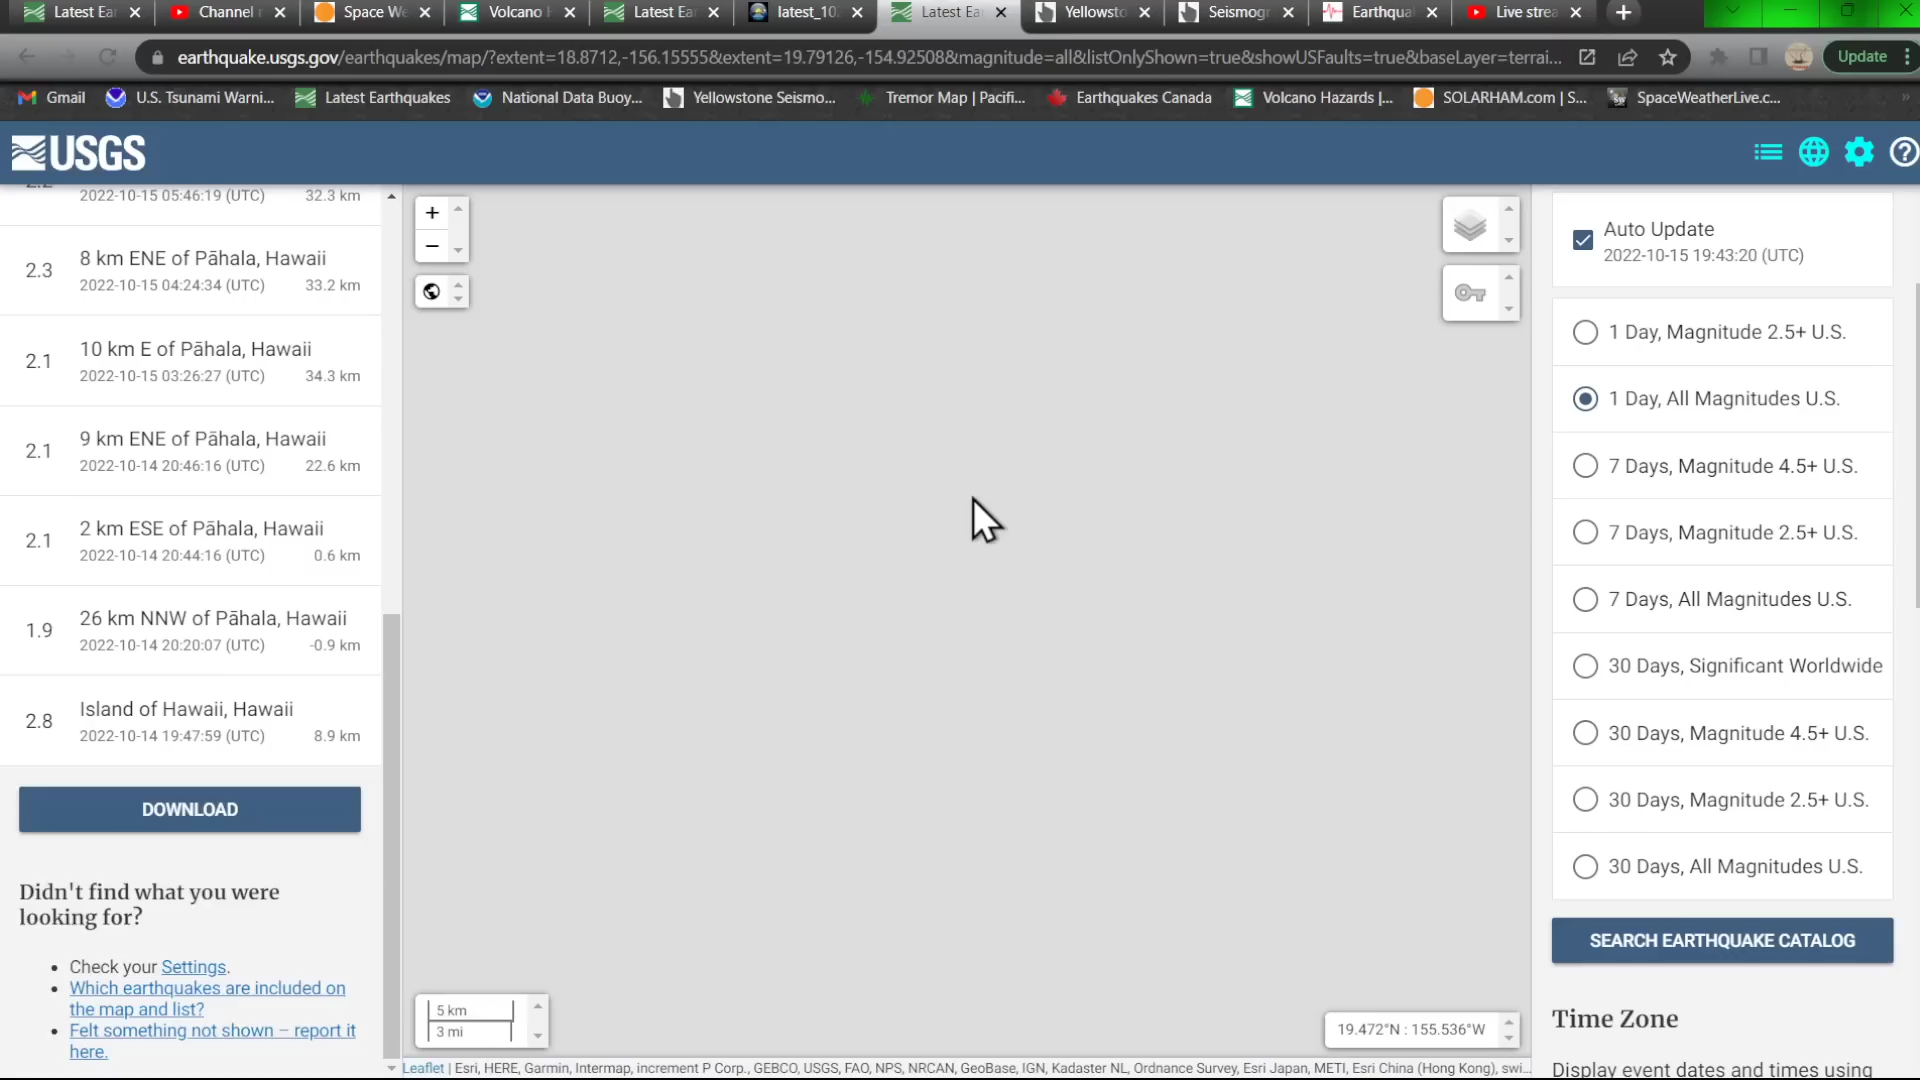 Latest Ea
Channel
Space We
Volcano
Latest Ea
latest_10
Latest Ea
Yellowsto
Seismog
Earthqua
Live strea
earthquake.usgs.gov/earthquakes/map/?extent=18.8712,-156.15555&extent=19.79126,-154.92508&magnitude=all&listOnlyShown=true&showUSFaults=true&baseLayer=terrai...
Update
Gmail
U.S. Tsunami Warni...
Latest Earthquakes
National Data Buoy...
Yellowstone Seismo...
Tremor Map | Pacifi...
Earthquakes Canada
Volcano Hazards |...
SOLARHAM.com | S...
SpaceWeatherLive.c...
USGS
2022-10-15 05:46:19 (UTC) 32.3 km
2.3
8 km ENE of Pāhala, Hawaii
2022-10-15 04:24:34 (UTC) 33.2 km
2.1
10 km E of Pāhala, Hawaii
2022-10-15 03:26:27 (UTC) 34.3 km
2.1
9 km ENE of Pāhala, Hawaii
2022-10-14 20:46:16 (UTC) 22.6 km
2.1
2 km ESE of Pāhala, Hawaii
2022-10-14 20:44:16 (UTC) 0.6 km
1.9
26 km NNW of Pāhala, Hawaii
2022-10-14 20:20:07 (UTC) -0.9 km
2.8
Island of Hawaii, Hawaii
2022-10-14 19:47:59 (UTC) 8.9 km
DOWNLOAD
Didn't find what you were
looking for?
Check your Settings.
Which earthquakes are included on
the map and list?
Felt something not shown – report it
here.
5 km
3 mi
19.472°N : 155.536°W
Leaflet | Esri, HERE, Garmin, Intermap, increment P Corp., GEBCO, USGS, FAO, NPS, NRCAN, GeoBase, IGN, Kadaster NL, Ordnance Survey, Esri Japan, METI, Esri China (Hong Kong), swi...
Auto Update
2022-10-15 19:43:20 (UTC)
1 Day, Magnitude 2.5+ U.S.
1 Day, All Magnitudes U.S.
7 Days, Magnitude 4.5+ U.S.
7 Days, Magnitude 2.5+ U.S.
7 Days, All Magnitudes U.S.
30 Days, Significant Worldwide
30 Days, Magnitude 4.5+ U.S.
30 Days, Magnitude 2.5+ U.S.
30 Days, All Magnitudes U.S.
SEARCH EARTHQUAKE CATALOG
Time Zone
Display event dates and times using